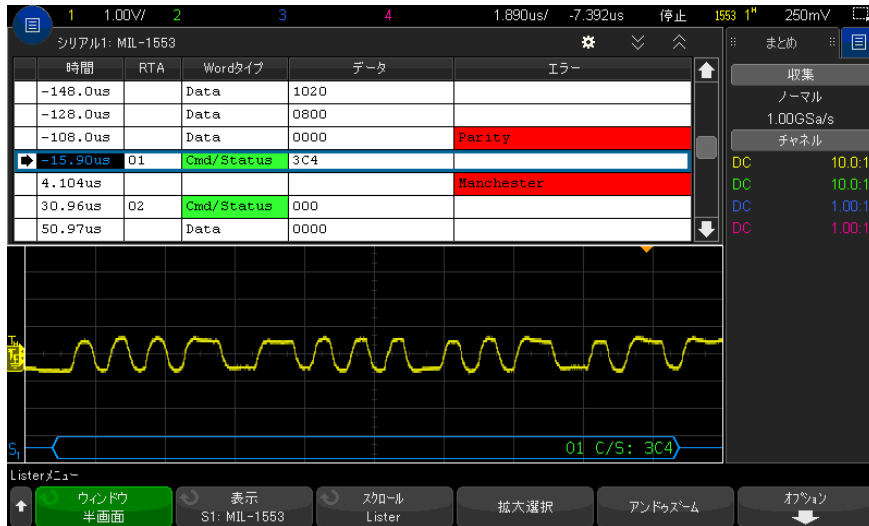 1 1.00V/ 2 3 4 1.890us/ -7.392us 停止 1553 1ᴴ 250mV
シリアル1: MIL-1553
まとめ
時間 RTA Wordタイプ データ エラー
-148.0us Data 1020
-128.0us Data 0800
-108.0us Data 0000 Parity
-15.90us 01 Cmd/Status 3C4
4.104us Manchester
30.96us 02 Cmd/Status 000
50.97us Data 0000
収集
ノーマル
1.00GSa/s
チャネル
DC 10.0:1
DC 10.0:1
DC 1.00:1
DC 1.00:1
S₁ 01 C/S: 3C4
Listerメニュー
ウィンドウ
半画面
表示
S1: MIL-1553
スクロール
Lister
拡大選択
アンドゥズーム
オプション